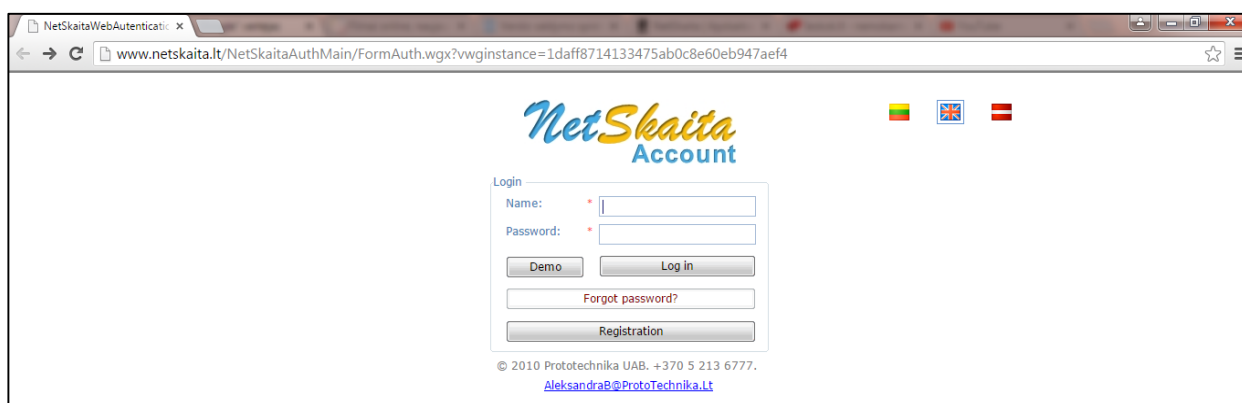 NetSkaitaWebAutenticatic
www.netskaita.lt/NetSkaitaAuthMain/FormAuth.wgx?vwginstance=1daff8714133475ab0c8e60eb947aef4
NetSkaita
Account
Login
Name: *
Password: *
Demo Log in
Forgot password?
Registration
© 2010 Prototechnika UAB. +370 5 213 6777.
AleksandraB@ProtoTechnika.Lt